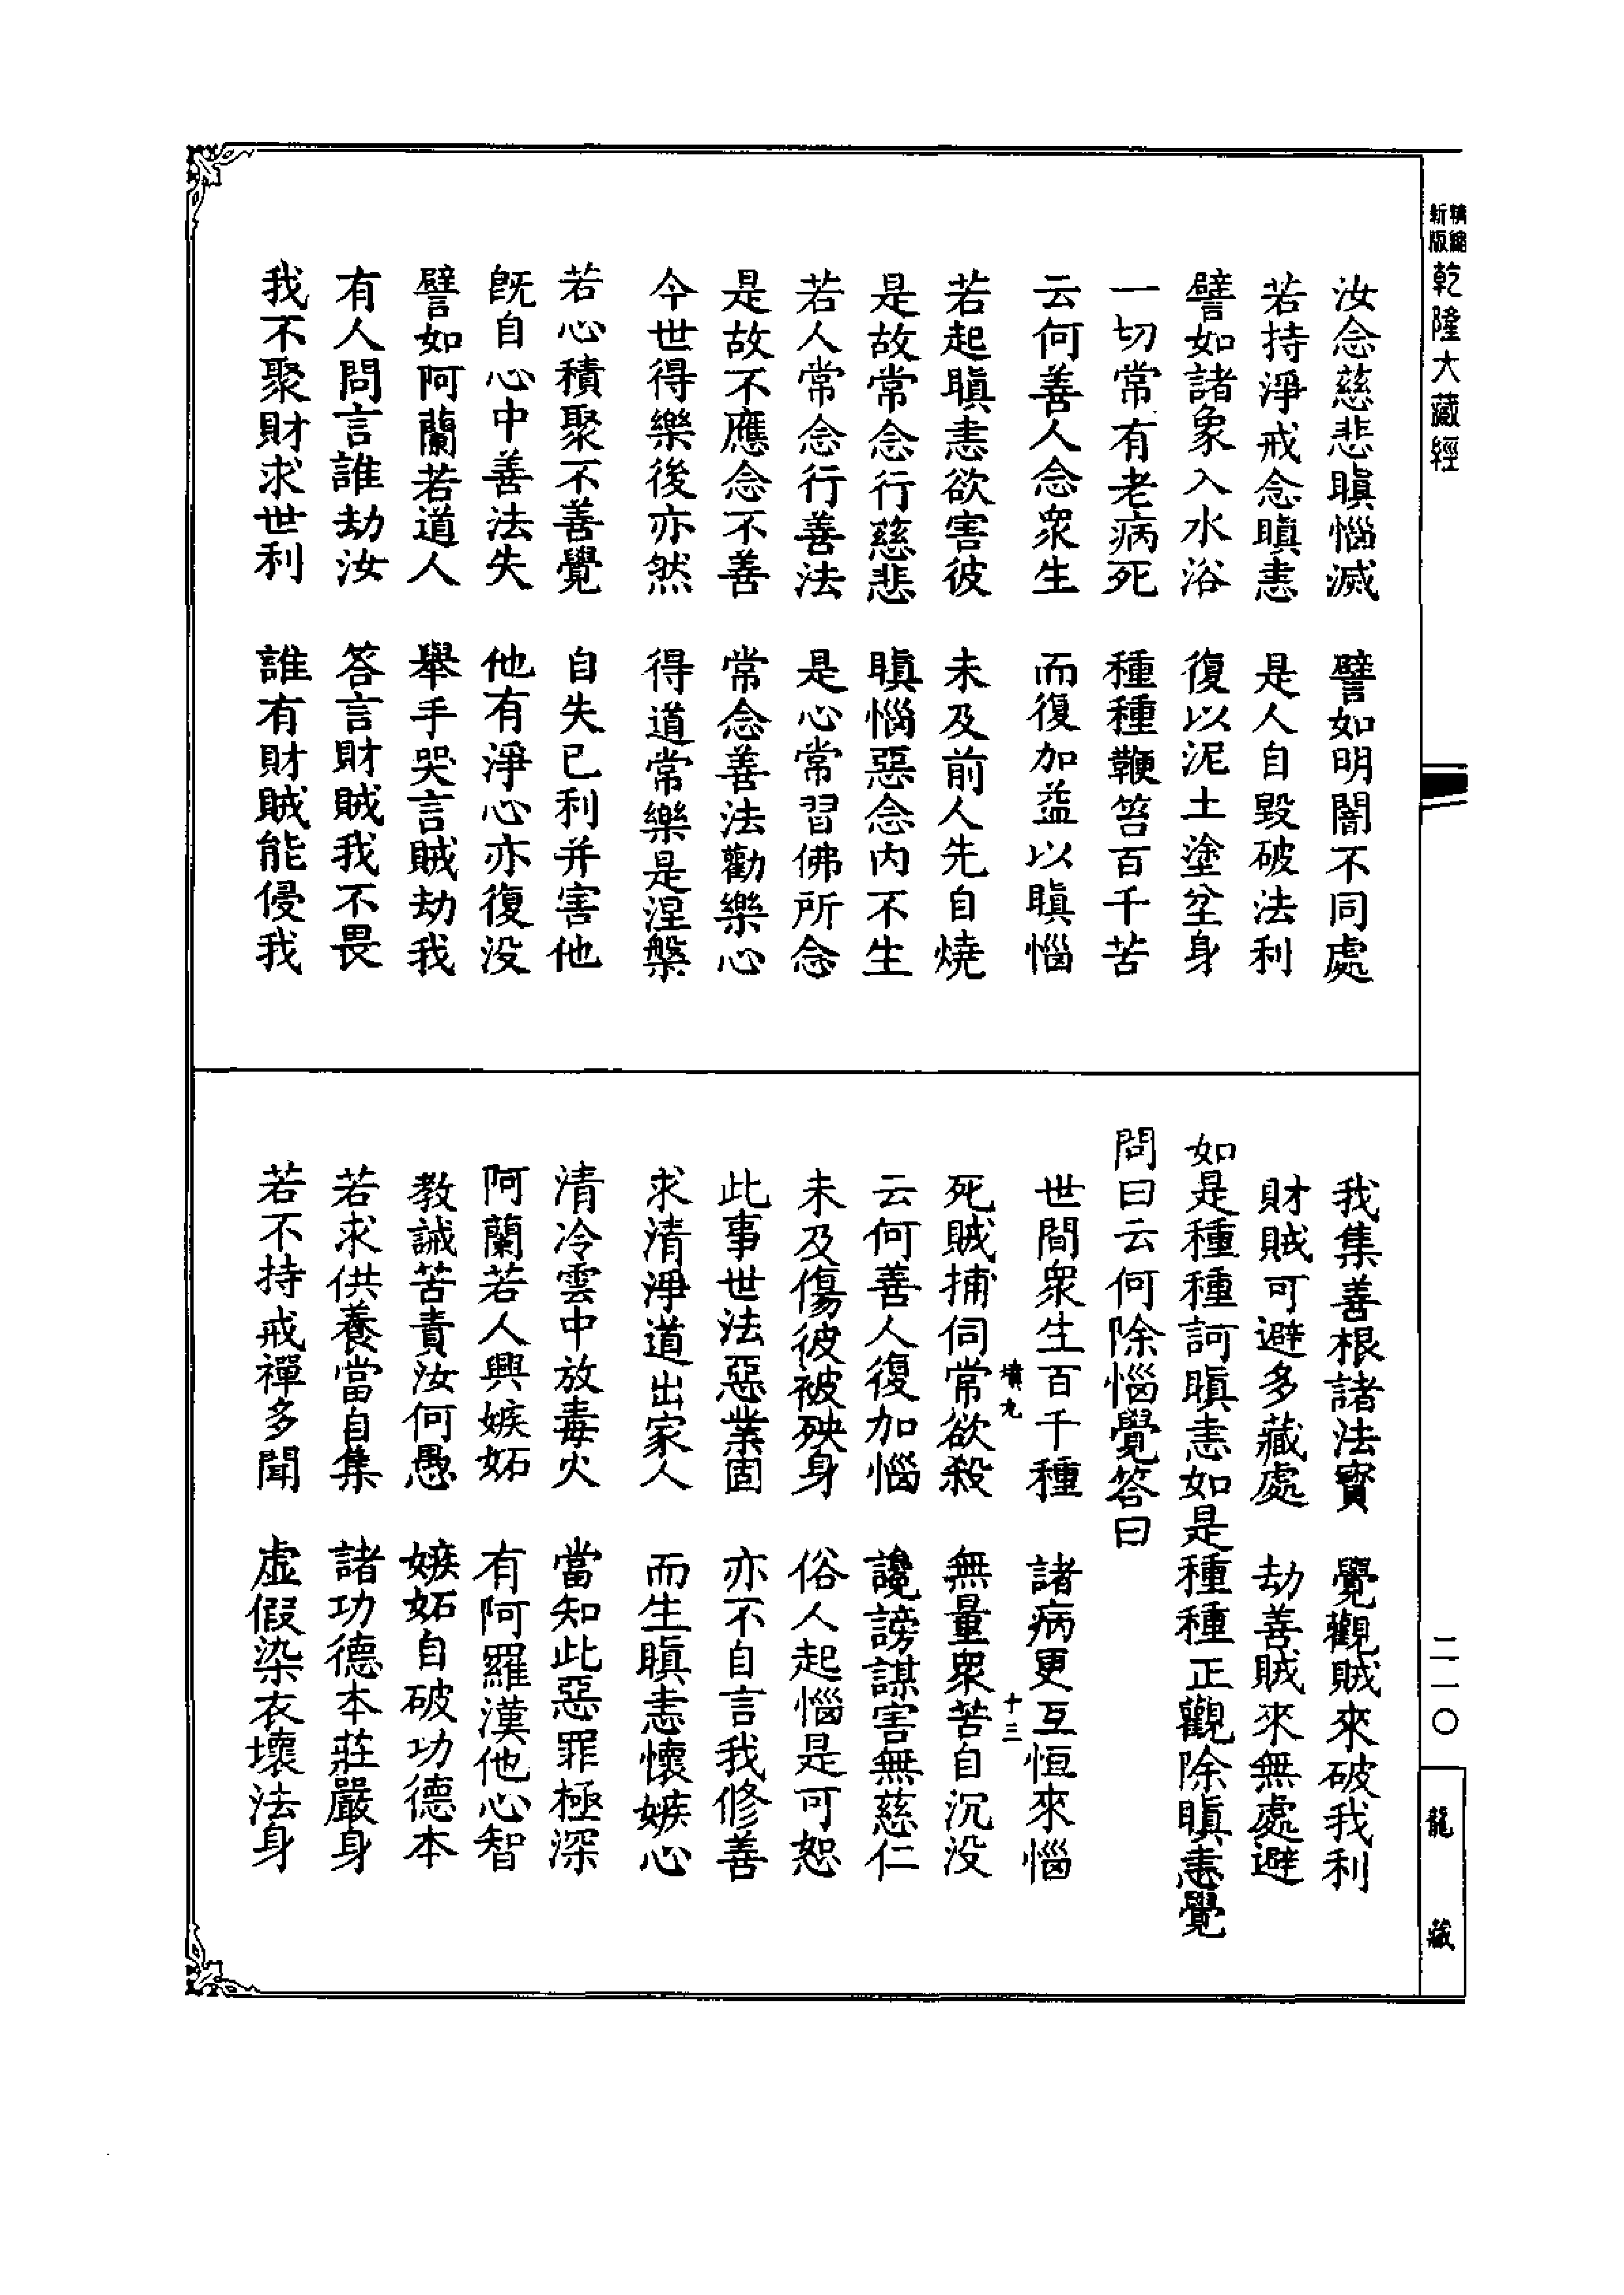 精縮新版
乾隆大藏經
汝念慈悲瞋惱滅　譬如明闇不同處
若持淨戒念瞋恚　是人自毀破法利
譬如諸象入水浴　復以泥土塗坌身
一切常有老病死　種種鞭笞百千苦
云何善人念衆生　而復加益以瞋惱
若起瞋恚欲害彼　未及前人先自燒
是故常念行慈悲　瞋惱惡念内不生
若人常念行善法　是心常習佛所念
是故不應念不善　常念善法勸樂心
今世得樂後亦然　得道常樂是涅槃
若心積聚不善覺　自失已利并害他
旣自心中善法失　他有淨心亦復没
譬如阿蘭若道人　舉手哭言賊劫我
有人問言誰劫汝　答言財賊我不畏
我不聚財求世利　誰有財賊能侵我
我集善根諸法寳　覺觀賊來破我利
財賊可避多藏處　劫善賊來無處避
如是種種訶瞋恚如是種種正觀除瞋恚覺
問曰云何除惱覺答曰
世間衆生百千種　諸病更互恒來惱
死賊捕伺常欲殺　無量衆苦自沉没
云何善人復加惱　讒謗謀害無慈仁
未及傷彼被殃身　俗人起惱是可恕
此事世法惡業固　亦不自言我修善
求清淨道出家人　而生瞋恚懷嫉心
清冷雲中放毒火　當知此惡罪極深
阿蘭若人興嫉妬　有阿羅漢他心智
教誡苦責汝何愚　嫉妬自破功德本
若求供養當自集　諸功德本莊嚴身
若不持戒禪多聞　虛假染衣壞法身
橫九
十三
二一〇
龍藏